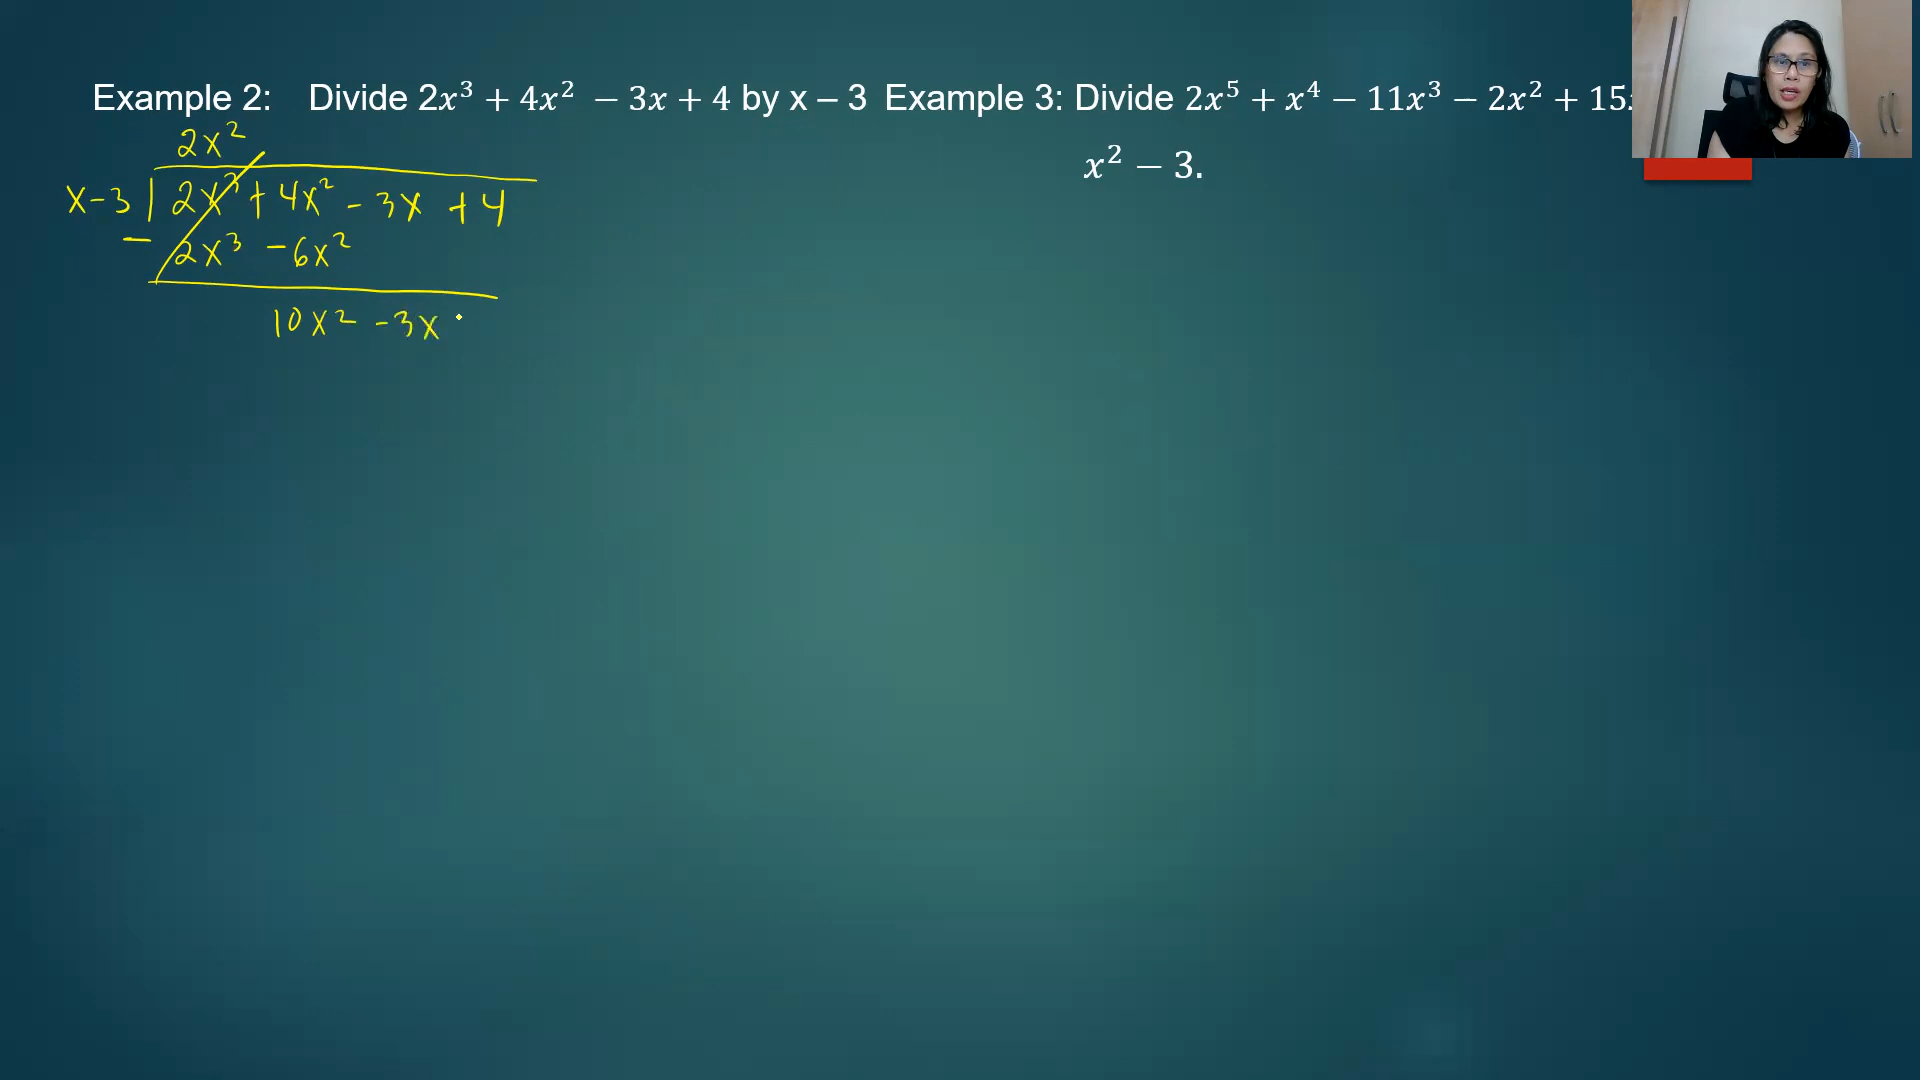 Example 2: Divide 2x³ + 4x² − 3x + 4 by x – 3
2x²
x-3 | 2x³ + 4x² - 3x + 4
- 2x³ - 6x²
10x² - 3x
Example 3: Divide 2x⁵ + x⁴ − 11x³ − 2x² + 15
x² − 3.